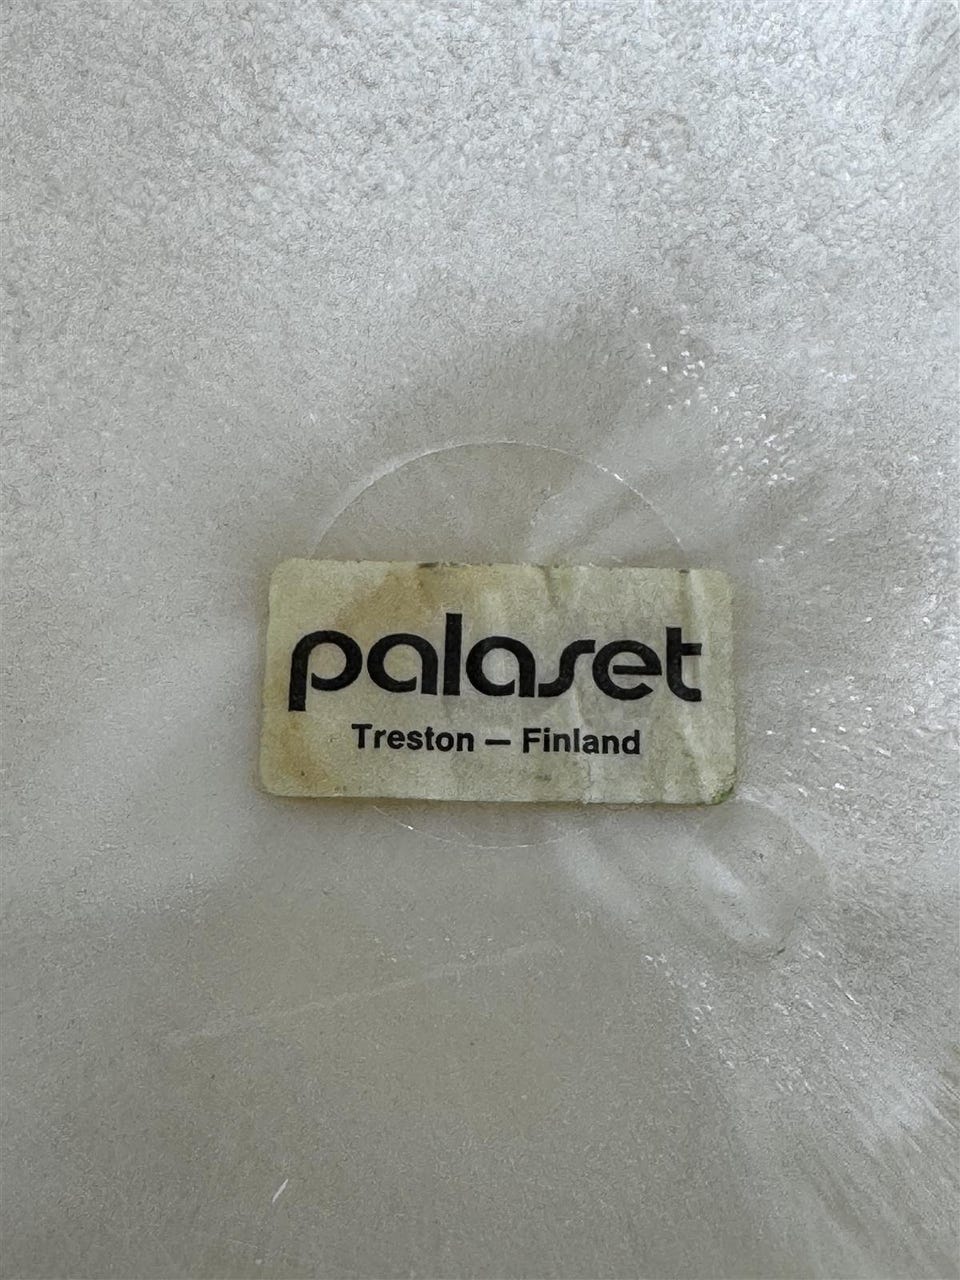 palaset
Treston – Finland